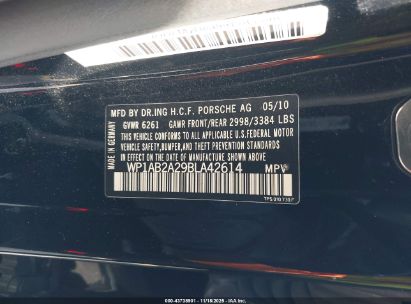 MFD BY DR.ING H.C.F. PORSCHE AG 05/10
GVWR 6261 GAWR FRONT/REAR 2998/3384 LBS
THIS VEHICLE CONFORMS TO ALL APPLICABLE
U.S.FEDERAL MOTOR
VEHICLE SAFETY, BUMPER, AND THEFT
PREVENTION STANDARDS IN EFFECT ON THE
DATE OF MANUFACTURE SHOWN ABOVE.
WP1AB2A29BLA42614 MPV
MADE IN GERMANY